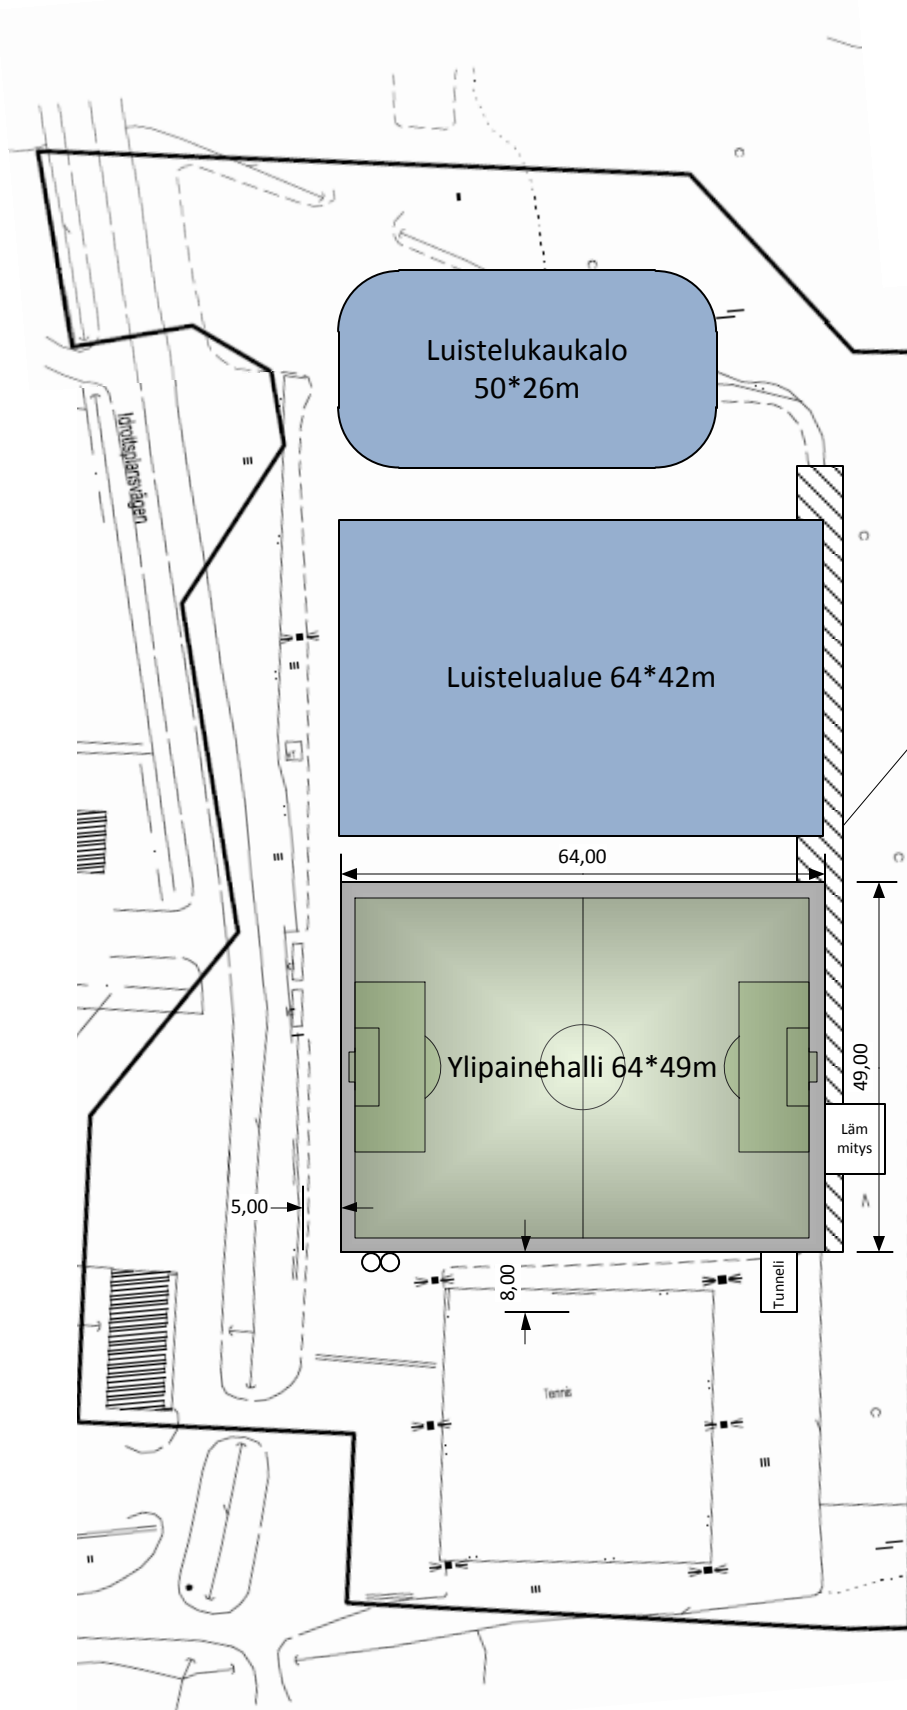 Luistelukaukalo
50*26m
Idrottsplansvägen
Luistelualue 64*42m
64,00
Ylipainehalli 64*49m
49,00
Läm
mitys
5,00
8,00
Tunneli
Tennis